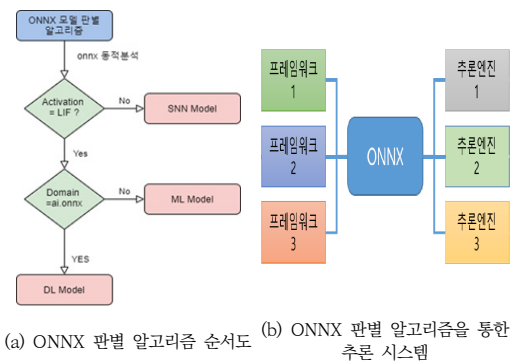 ONNX 모델 판별
알고리즘
onnx 동적분석
Activation
= LIF ?
No
SNN Model
Yes
Domain
=ai.onnx
No
ML Model
YES
DL Model
(a) ONNX 판별 알고리즘 순서도
프레임워크
1
프레임워크
2
프레임워크
3
ONNX
추론엔진
1
추론엔진
2
추론엔진
3
(b) ONNX 판별 알고리즘을 통한
추론 시스템